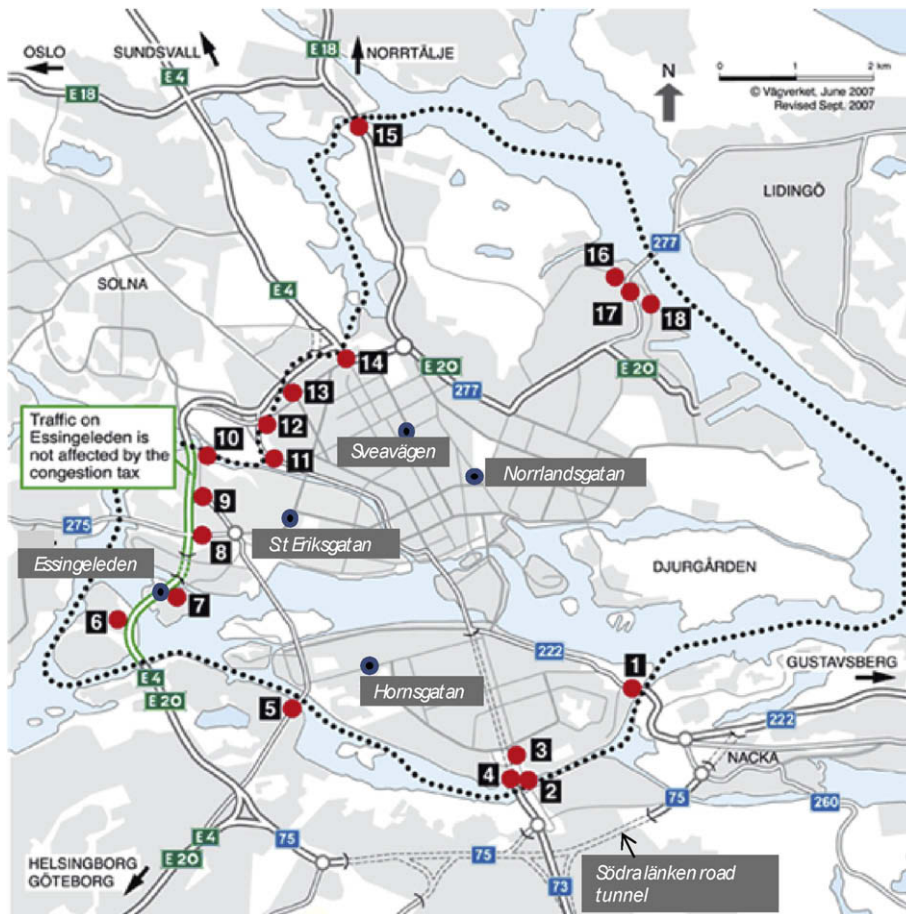 E 18
OSLO
SUNDSVALL
NORRTÄLJE
E 4
E 18
N
0 1 2 km
© Vägverket, June 2007
Revised Sept. 2007
15
LIDINGÖ
277
16
SOLNA
E 4
17
18
14
E 20
E 20
13
277
Traffic on
Essingeleden is
not affected by the
congestion tax
12
10
Sveavägen
11
Norrlandsgatan
9
275
St Eriksgatan
8
Essingeleden
DJURGÅRDEN
7
6
222
1
GUSTAVSBERG
E 4
Hornsgatan
E 20
5
222
3
NACKA
4
2
75
260
E 4
75
E 20
75
HELSINGBORG
GÖTEBORG
73
Södra länken road
tunnel